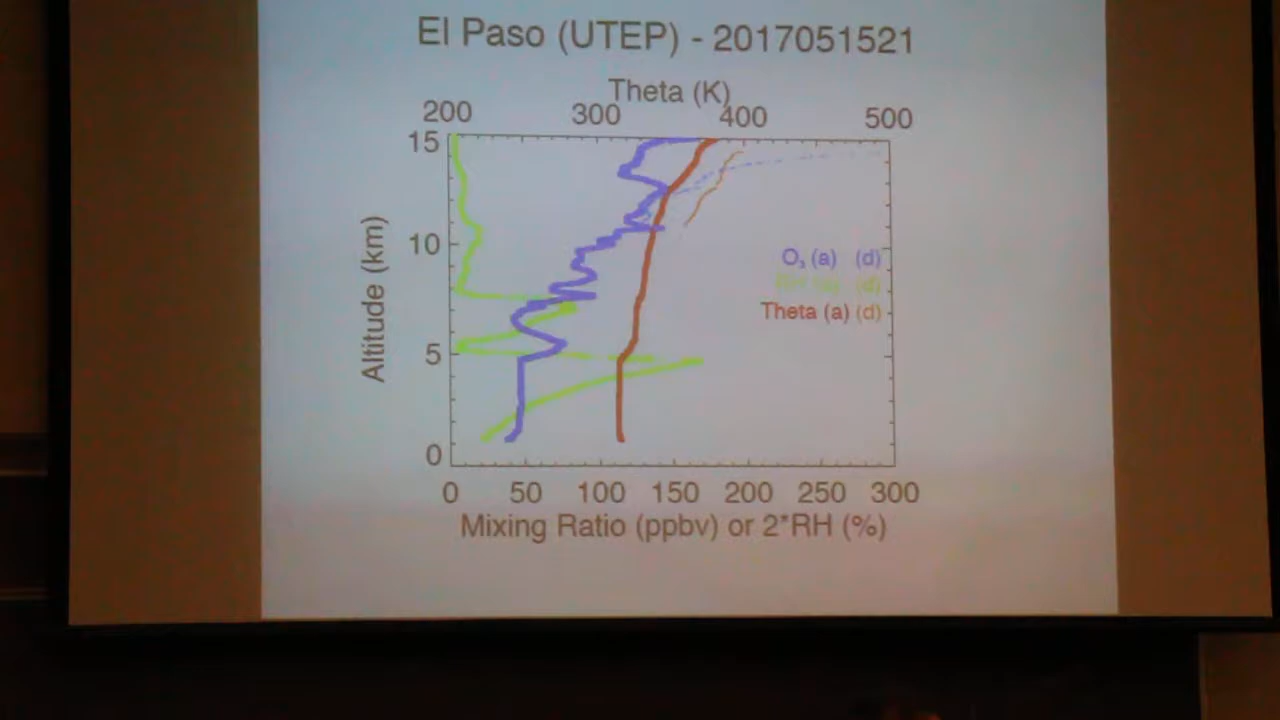 El Paso (UTEP) - 2017051521
Theta (K)
200 300 400 500
15
10
5
0
Altitude (km)
O₃ (a) (d)
(d)
Theta (a) (d)
0 50 100 150 200 250 300
Mixing Ratio (ppbv) or 2*RH (%)